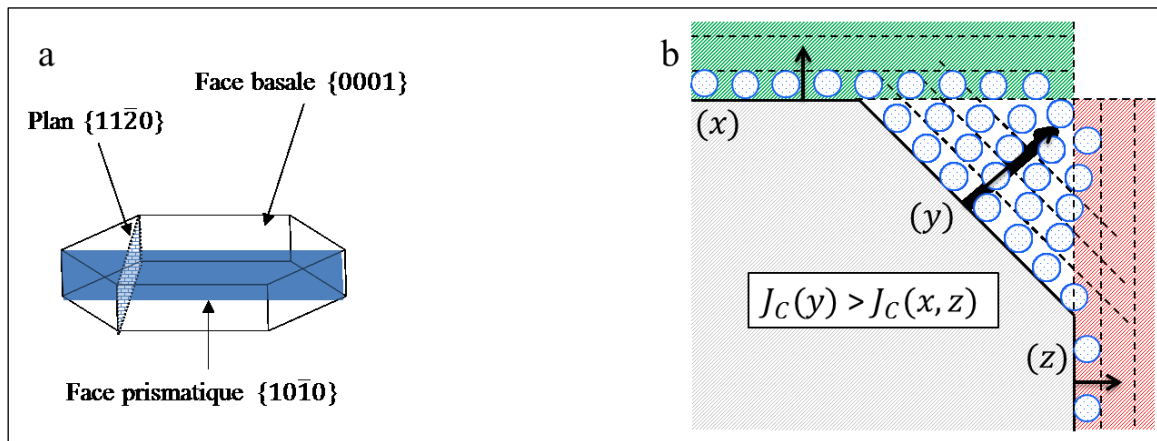 a
Face basale {0001}
Plan {112̅0}
Face prismatique {101̅0}
b
(x)
(y)
J_C(y) > J_C(x, z)
(z)